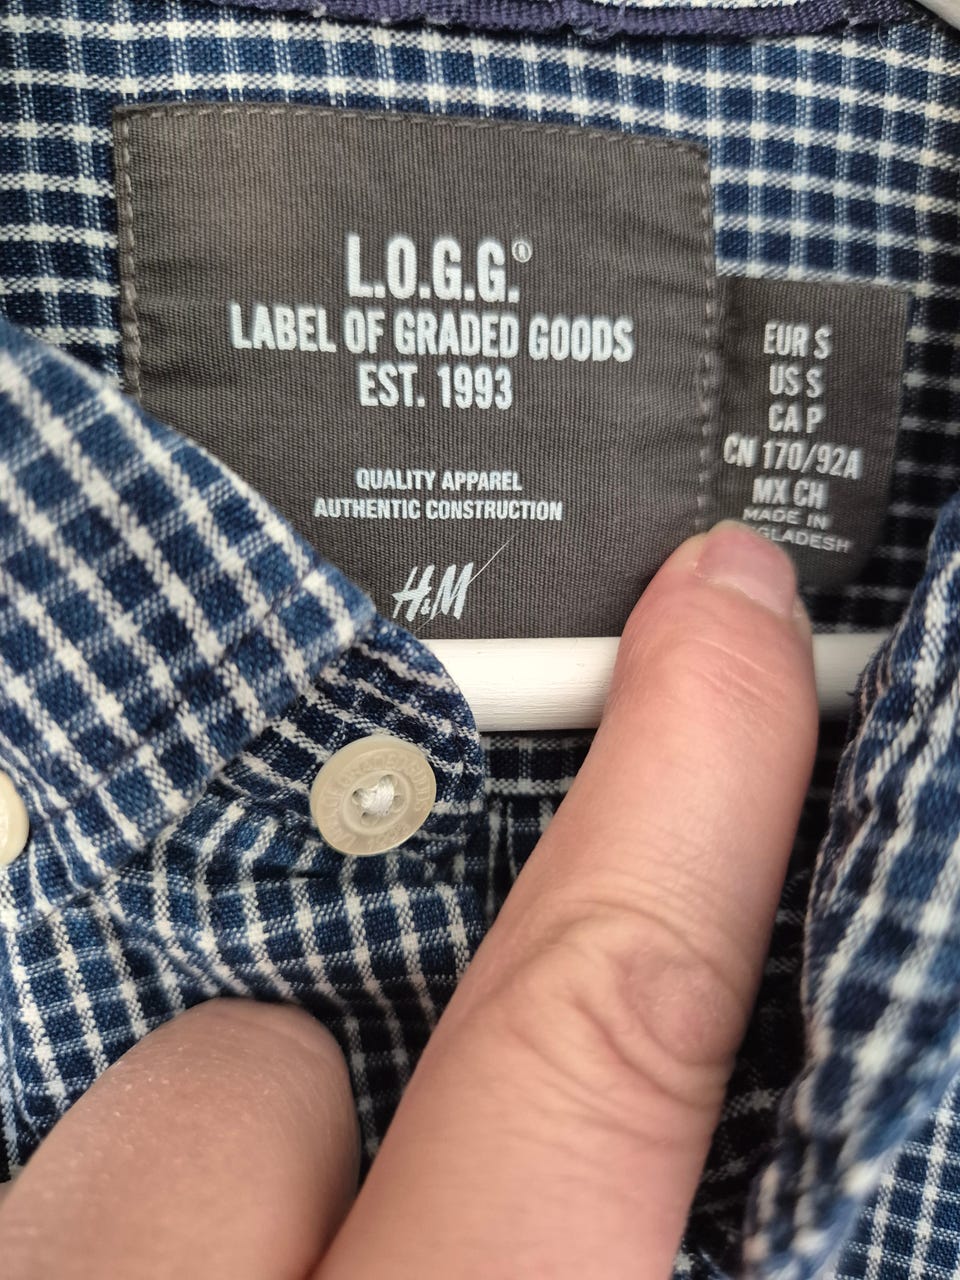 L.O.G.G.®
LABEL OF GRADED GOODS
EST. 1993
QUALITY APPAREL
AUTHENTIC CONSTRUCTION
H&M
EUR S
US S
CA P
CN 170/92A
MX CH
MADE IN
GLADESH